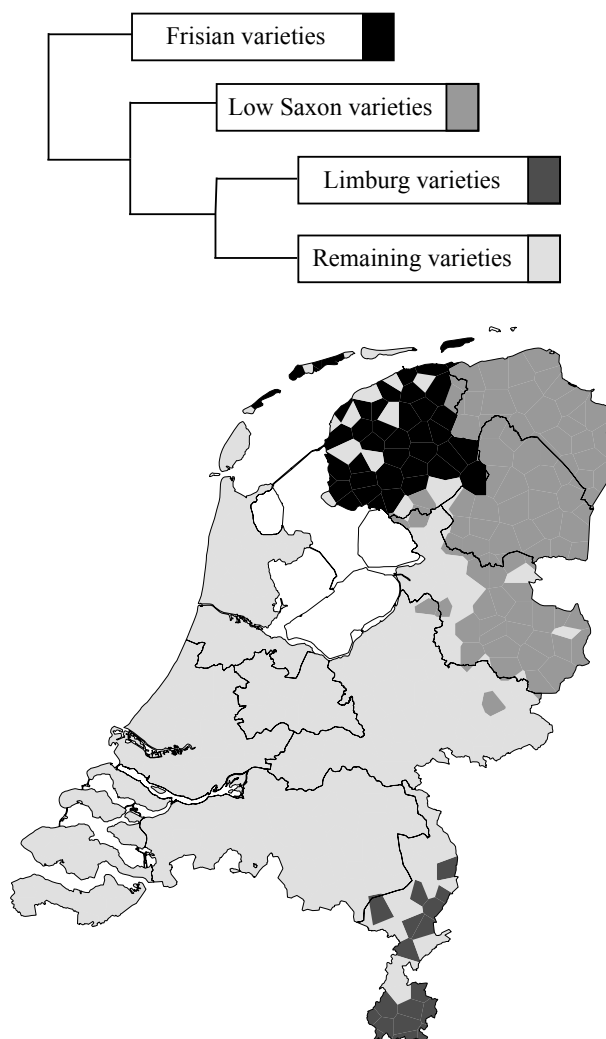 Frisian varieties
Low Saxon varieties
Limburg varieties
Remaining varieties